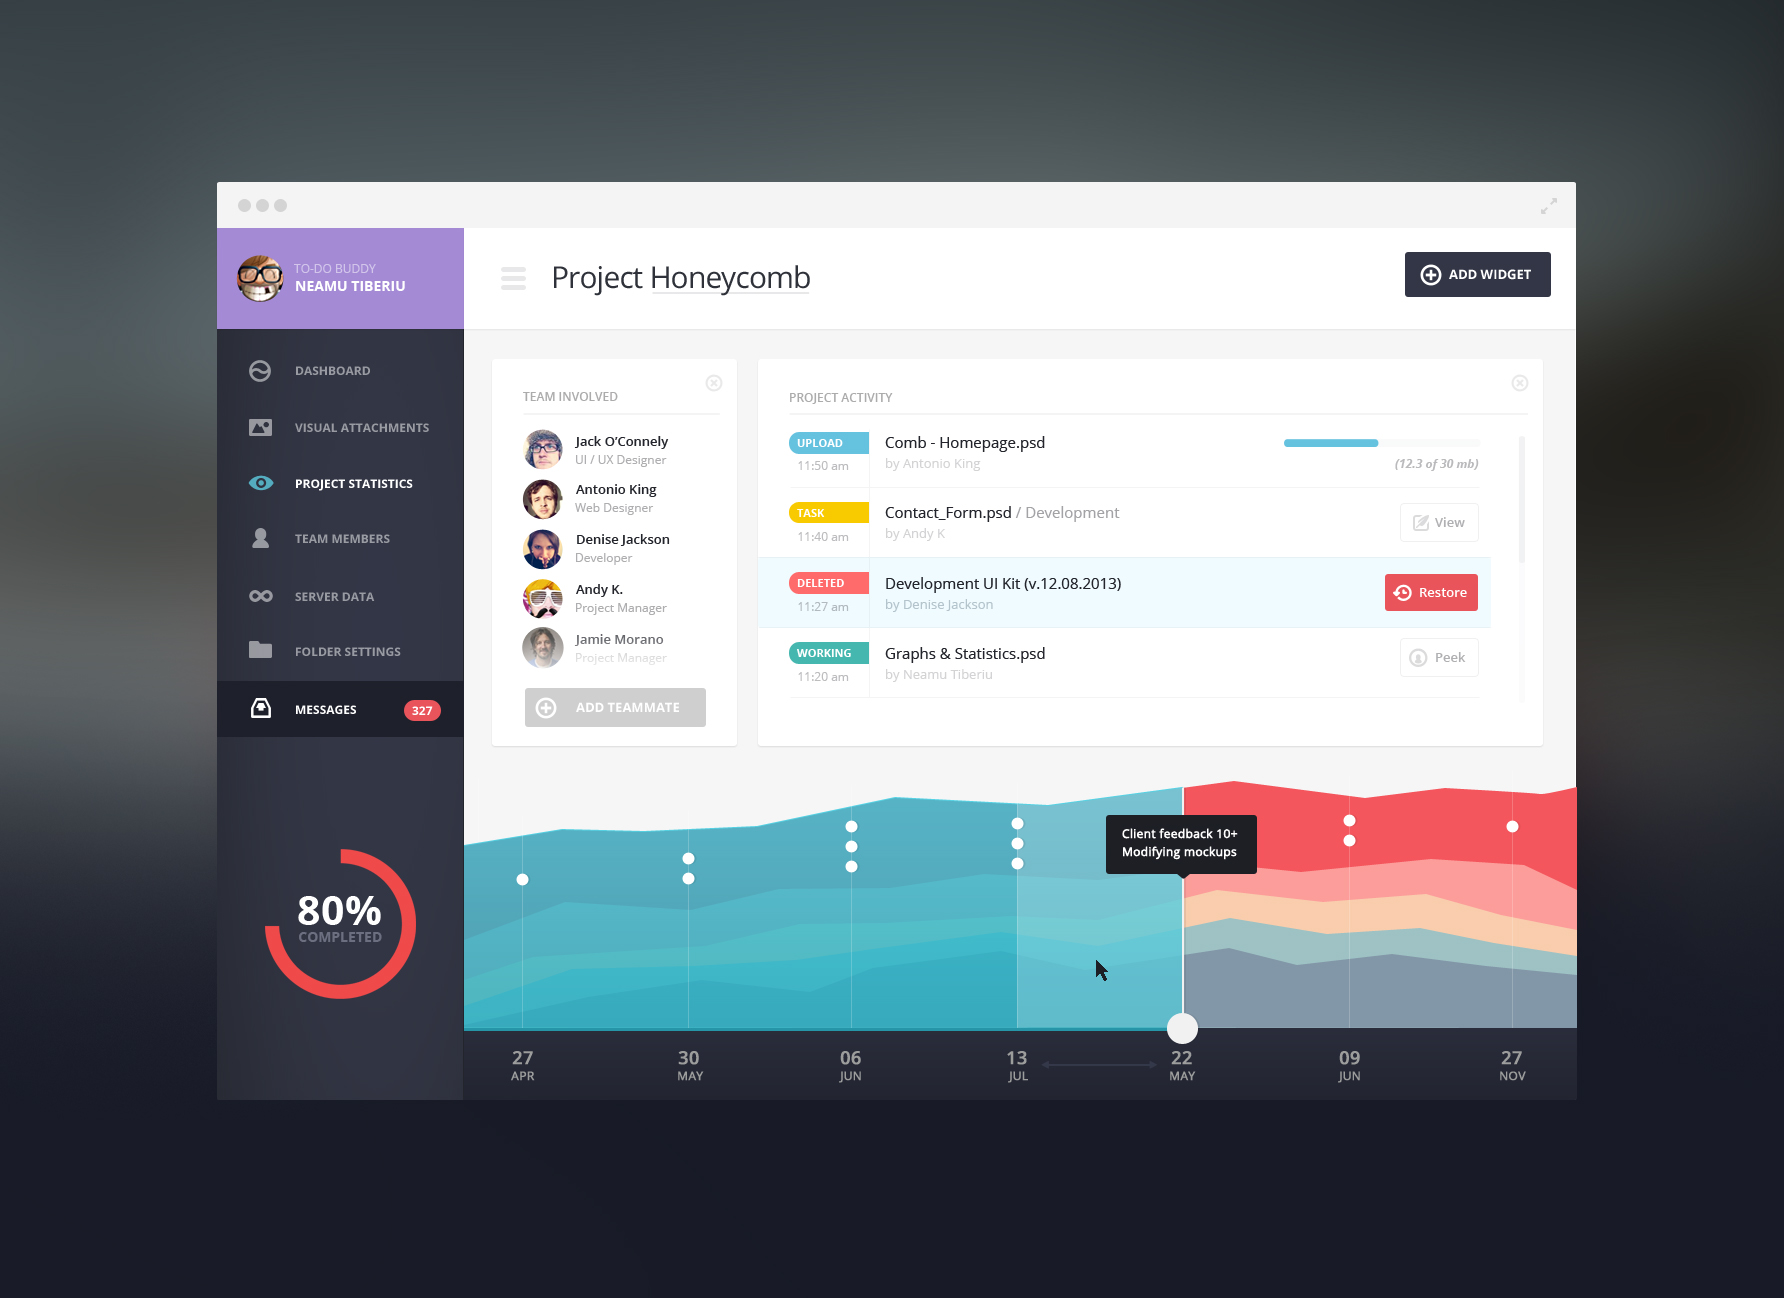 TO-DO BUDDY
NEAMU TIBERIU
Project Honeycomb
ADD WIDGET
DASHBOARD
VISUAL ATTACHMENTS
PROJECT STATISTICS
TEAM MEMBERS
SERVER DATA
FOLDER SETTINGS
MESSAGES 327
80%
COMPLETED
TEAM INVOLVED
Jack O’Connely
UI / UX Designer
Antonio King
Web Designer
Denise Jackson
Developer
Andy K.
Project Manager
Jamie Morano
Project Manager
ADD TEAMMATE
PROJECT ACTIVITY
UPLOAD Comb - Homepage.psd
11:50 am by Antonio King (12.3 of 30 mb)
TASK Contact_Form.psd / Development
11:40 am by Andy K View
DELETED Development UI Kit (v.12.08.2013)
11:27 am by Denise Jackson Restore
WORKING Graphs & Statistics.psd
11:20 am by Neamu Tiberiu Peek
Client feedback 10+
Modifying mockups
27 30 06 13 22 09 27
APR MAY JUN JUL MAY JUN NOV